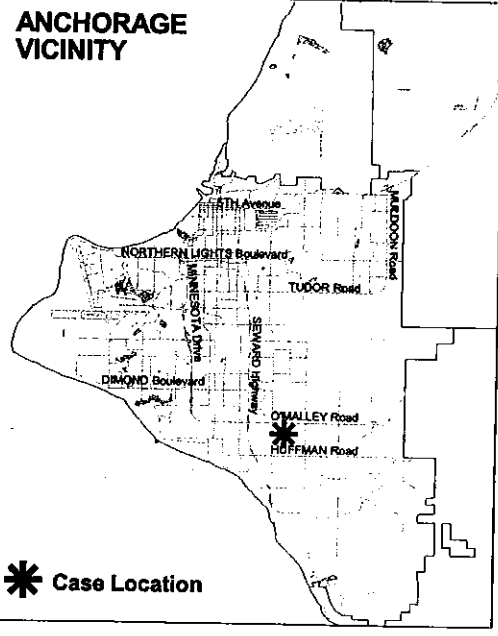 ANCHORAGE
VICINITY
5TH Avenue
MULDOON Road
NORTHERN LIGHTS Boulevard
TUDOR Road
MINNESOTA Drive
SEWARD Highway
DIMOND Boulevard
O'MALLEY Road
HUFFMAN Road
Case Location